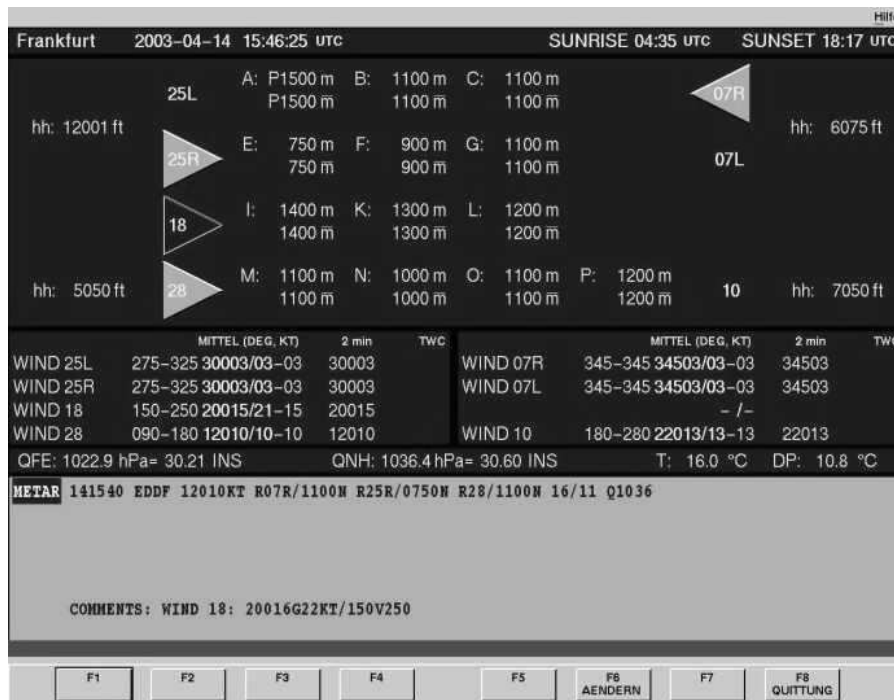 Hilfe
Frankfurt 2003-04-14 15:46:25 UTC SUNRISE 04:35 UTC SUNSET 18:17 UTC
25L A: P1500 m B: 1100 m C: 1100 m 07R
P1500 m̅ 1100 m̅ 1100 m̅
hh: 12001 ft hh: 6075 ft
25R E: 750 m F: 900 m G: 1100 m 07L
750 m̅ 900 m̅ 1100 m̅
18 I: 1400 m K: 1300 m L: 1200 m
1400 m̅ 1300 m̅ 1200 m̅
hh: 5050 ft 28 M: 1100 m N: 1000 m O: 1100 m P: 1200 m 10 hh: 7050 ft
1100 m̅ 1000 m̅ 1100 m̅ 1200 m̅
MITTEL (DEG, KT) 2 min TWC MITTEL (DEG, KT) 2 min TWC
WIND 25L 275-325 30003/03-03 30003 WIND 07R 345-345 34503/03-03 34503
WIND 25R 275-325 30003/03-03 30003 WIND 07L 345-345 34503/03-03 34503
WIND 18 150-250 20015/21-15 20015 - /-
WIND 28 090-180 12010/10-10 12010 WIND 10 180-280 22013/13-13 22013
QFE: 1022.9 hPa= 30.21 INS QNH: 1036.4 hPa= 30.60 INS T: 16.0 °C DP: 10.8 °C
METAR 141540 EDDF 12010KT R07R/1100N R25R/0750N R28/1100N 16/11 Q1036
COMMENTS: WIND 18: 20016G22KT/150V250
F1 F2 F3 F4 F5 F6 F7 F8
AENDERN QUITTUNG